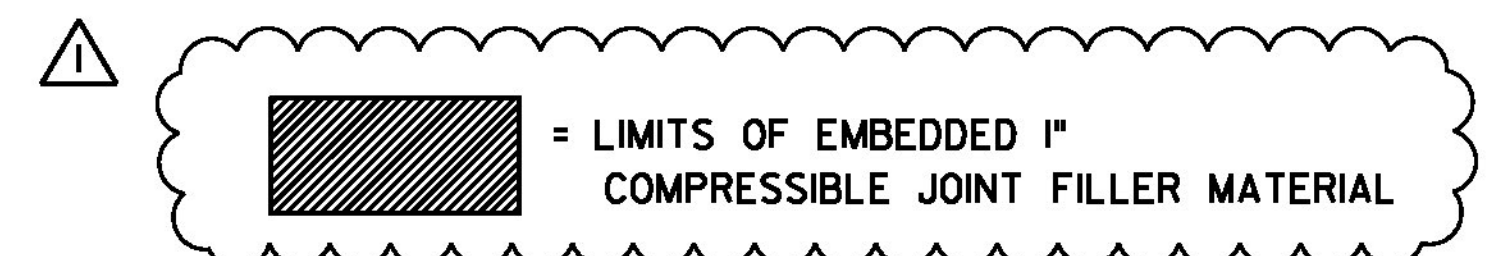 1
= LIMITS OF EMBEDDED 1"
COMPRESSIBLE JOINT FILLER MATERIAL